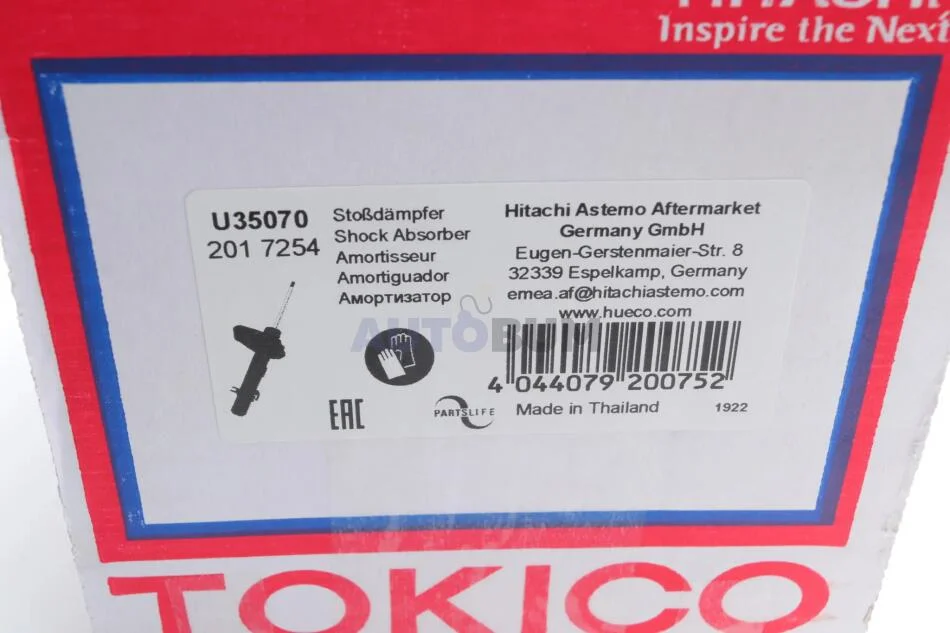 HITACHI
Inspire the Next
U35070
201 7254
Stoßdämpfer
Shock Absorber
Amortisseur
Amortiguador
Амортизатор
Hitachi Astemo Aftermarket
Germany GmbH
Eugen-Gerstenmaier-Str. 8
32339 Espelkamp, Germany
emea.af@hitachiastemo.com
www.hueco.com
AUTOBUM
4 044079 200752
EAC
PARTSLIFE
Made in Thailand
1922
TOKICO